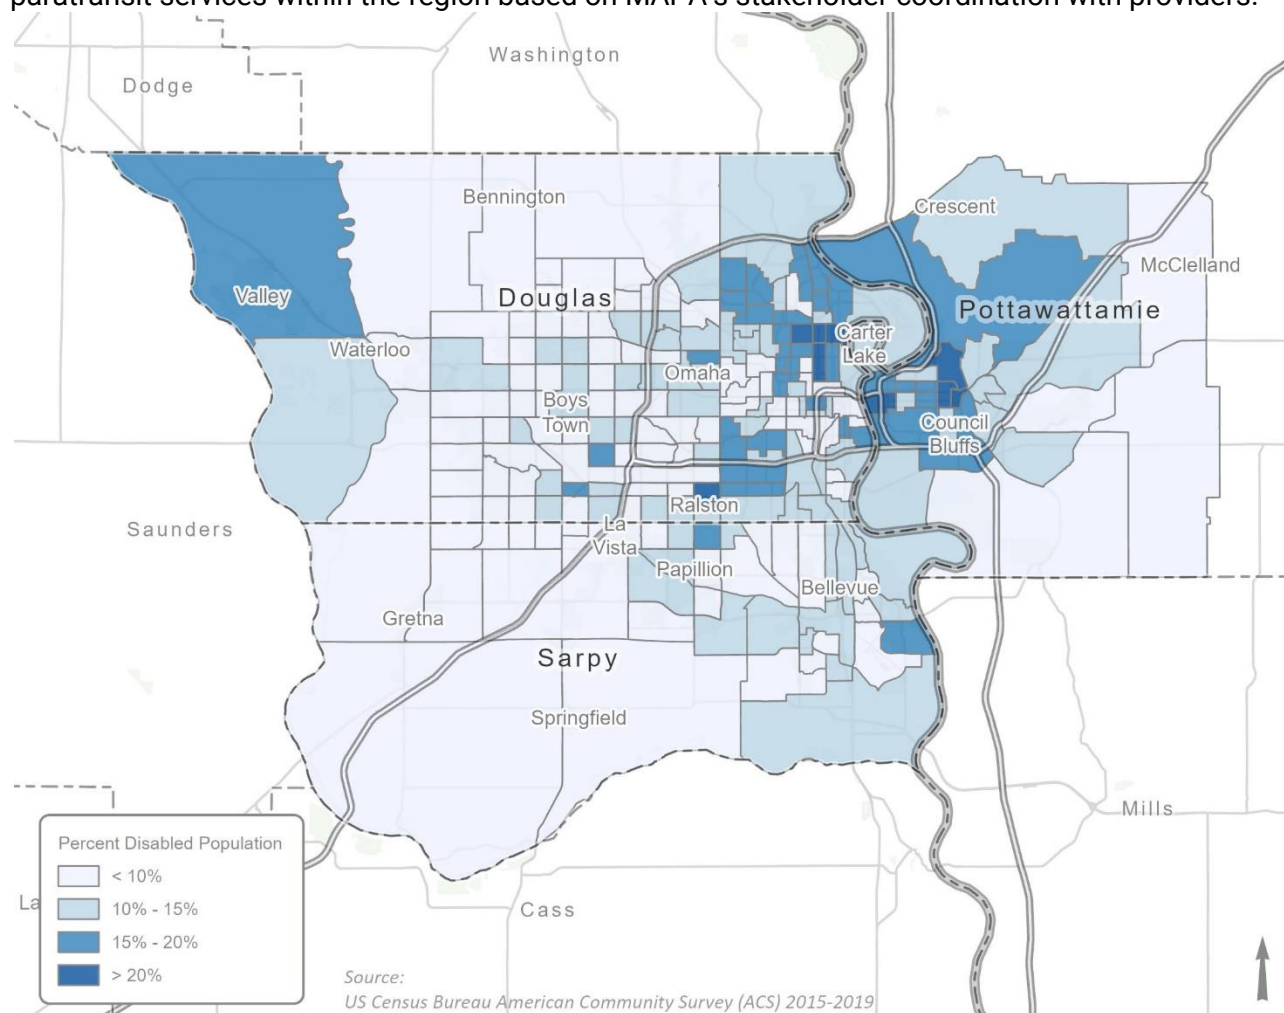 paratransit services within the region based on MAPA's stakeholder coordination with providers.
Washington
Dodge
Bennington
Crescent
McClelland
Valley
Douglas
Pottawattamie
Waterloo
Carter
Lake
Omaha
Boys
Town
Council
Bluffs
Ralston
Saunders
La
Vista
Papillion
Bellevue
Gretna
Sarpy
Springfield
Mills
Percent Disabled Population
< 10%
10% - 15%
15% - 20%
> 20%
La
Cass
Source:
US Census Bureau American Community Survey (ACS) 2015-2019